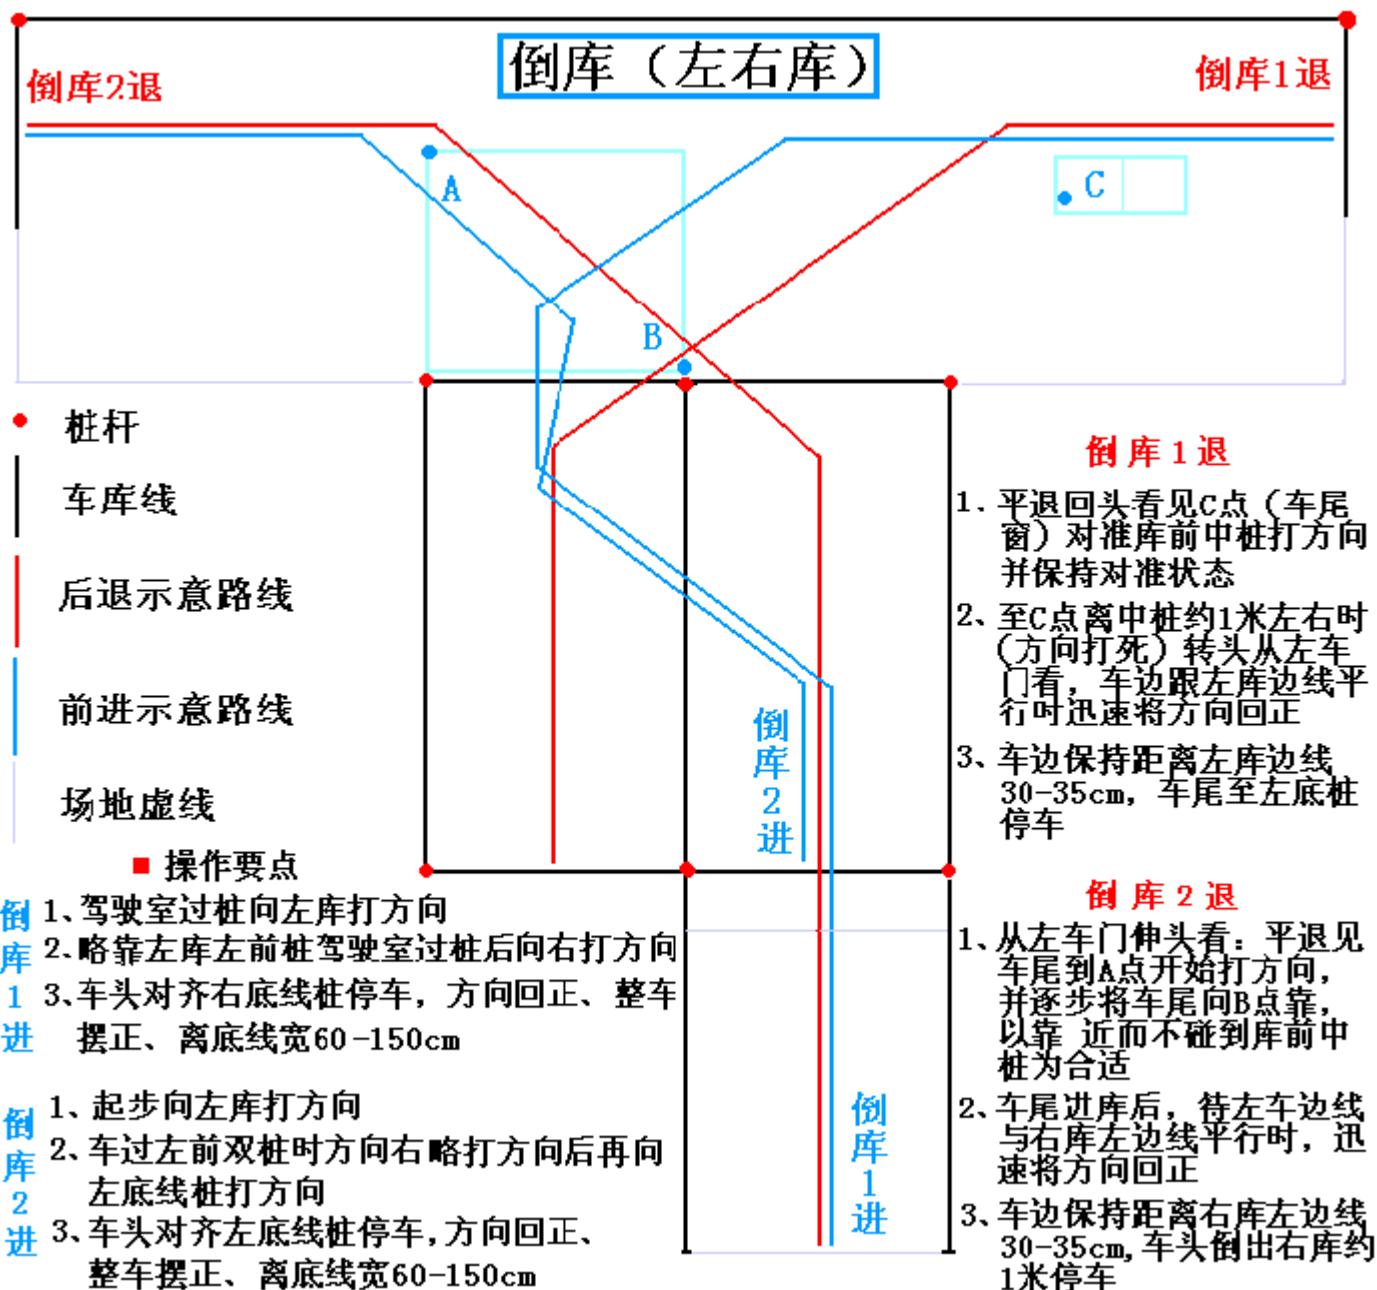 倒库（左右库）
倒库2退
倒库1退
A
B
C
桩杆
车库线
后退示意路线
前进示意路线
场地虚线
■ 操作要点
倒库1进
1、驾驶室过桩向左库打方向
2、略靠左库左前桩驾驶室过桩后向右打方向
3、车头对齐右底线桩停车，方向回正、整车
摆正、离底线宽60-150cm
倒库2进
1、起步向左库打方向
2、车过左前双桩时方向右略打方向后再向
左底线桩打方向
3、车头对齐左底线桩停车,方向回正、
整车摆正、离底线宽60-150cm
倒库2进
倒库1进
倒库1退
1、平退回头看见C点（车尾
窗）对准库前中桩打方向
并保持对准状态
2、至C点离中桩约1米左右时
(方向打死）转头从左车
门看，车边跟左库边线平
行时迅速将方向回正
3、车边保持距离左库边线
30-35cm，车尾至左底桩
停车
倒库2退
1、从左车门伸头看：平退见
车尾到A点开始打方向，
并逐步将车尾向B点靠，
以靠 近而不碰到库前中
桩为合适
2、车尾进库后，待左车边线
与右库左边线平行时，迅
速将方向回正
3、车边保持距离右库左边线，
30-35cm,车头倒出右库约
1米停车